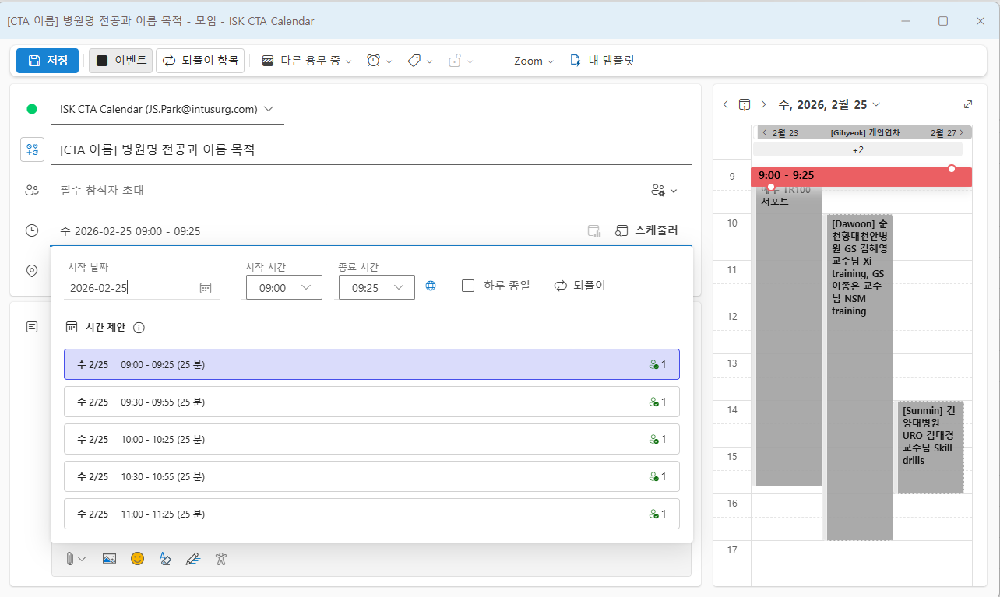 [CTA 이름] 병원명 전공과 이름 목적 - 모임 - ISK CTA Calendar
저장
이벤트
되풀이 항목
다른 용무 중
Zoom
내 템플릿
ISK CTA Calendar (JS.Park@intusurg.com)
[CTA 이름] 병원명 전공과 이름 목적
필수 참석자 초대
수 2026-02-25 09:00 - 09:25
스케줄러
시작 날짜
시작 시간
종료 시간
2026-02-25
09:00
09:25
하루 종일
되풀이
시간 제안
수 2/25 09:00 - 09:25 (25 분) 1
수 2/25 09:30 - 09:55 (25 분) 1
수 2/25 10:00 - 10:25 (25 분) 1
수 2/25 10:30 - 10:55 (25 분) 1
수 2/25 11:00 - 11:25 (25 분) 1
수, 2026, 2월 25
2월 23
[Gihyeok] 개인연차
2월 27
+2
9
10
11
12
13
14
15
16
17
9:00 - 9:25
TR100
서포트
[Dawoon] 순
천향대천안병
원 GS 김혜영
교수님 Xi
training, GS
이종은 교수
님 NSM
training
[Sunmin] 건
양대병원
URO 김대경
교수님 Skill
drills